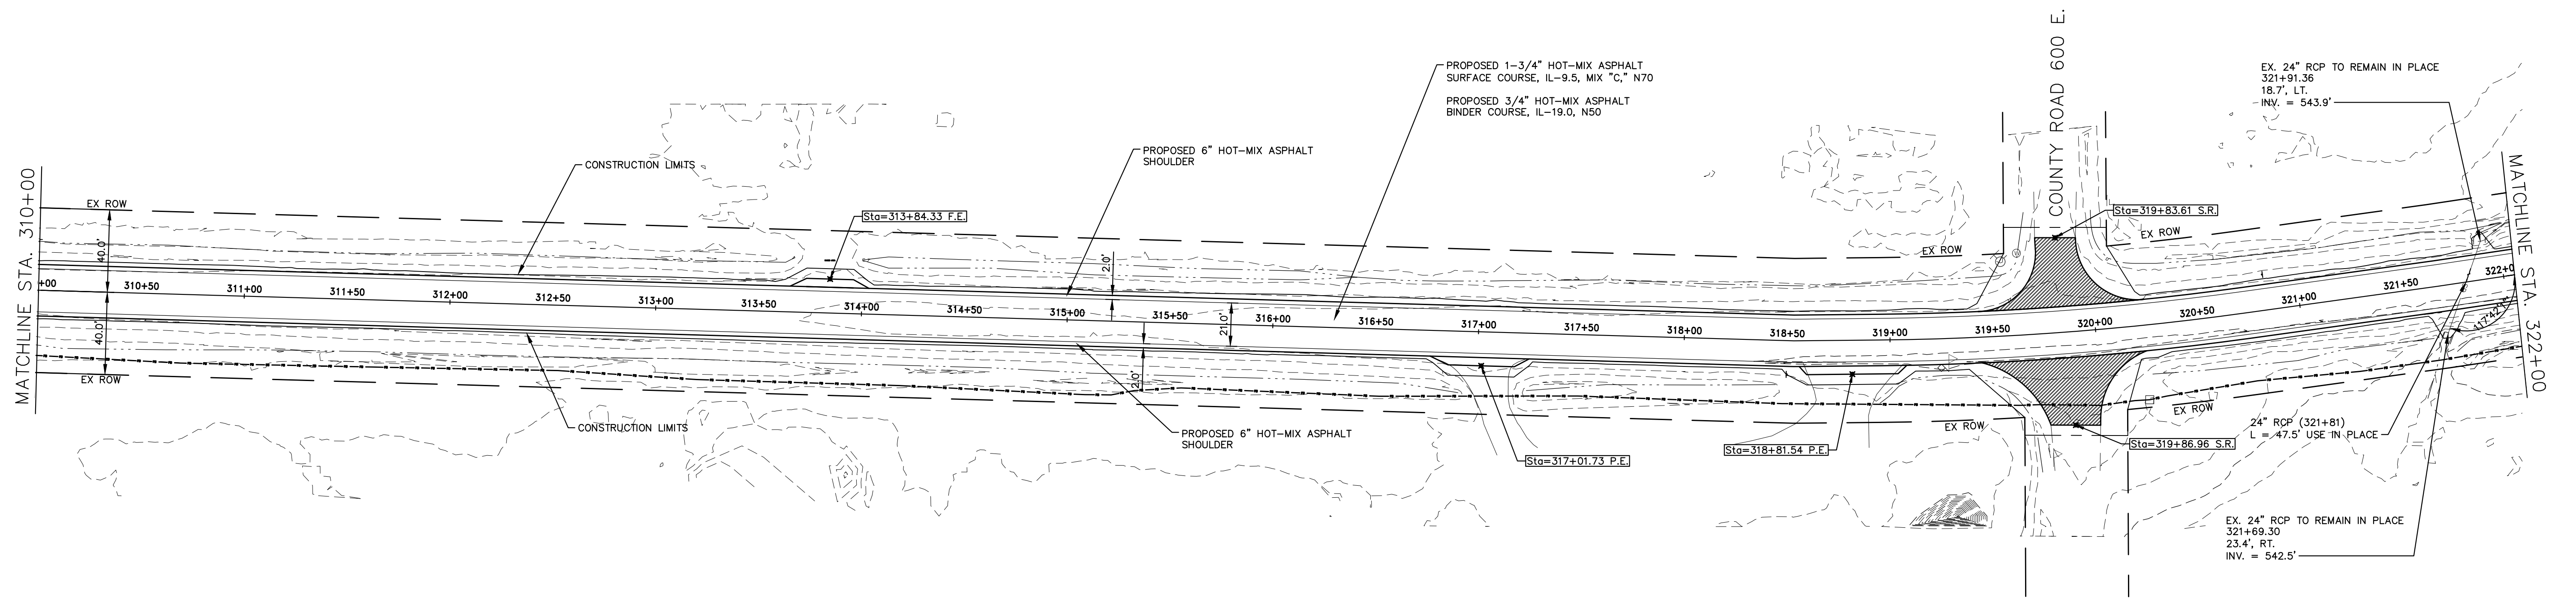 COUNTY ROAD 600 E.
PROPOSED 1-3/4" HOT-MIX ASPHALT
SURFACE COURSE, IL-9.5, MIX "C," N70
PROPOSED 3/4" HOT-MIX ASPHALT
BINDER COURSE, IL-19.0, N50
EX. 24" RCP TO REMAIN IN PLACE
321+91.36
18.7', LT.
INV. = 543.9'
PROPOSED 6" HOT-MIX ASPHALT
SHOULDER
CONSTRUCTION LIMITS
MATCHLINE STA. 310+00
MATCHLINE STA. 322+00
EX ROW
Sta=313+84.33 F.E.
Sta=319+83.61 S.R.
EX ROW
EX ROW
40.0'
2.0'
+00
310+50
311+00
311+50
312+00
312+50
313+00
313+50
314+00
314+50
315+00
315+50
316+00
316+50
317+00
317+50
318+00
318+50
319+00
319+50
320+00
320+50
321+00
321+50
322+0
21.0'
40.0'
2.0'
EX ROW
CONSTRUCTION LIMITS
PROPOSED 6" HOT-MIX ASPHALT
SHOULDER
Sta=317+01.73 P.E.
Sta=318+81.54 P.E.
EX ROW
EX ROW
Sta=319+86.96 S.R.
24" RCP (321+81)
L = 47.5' USE IN PLACE
EX. 24" RCP TO REMAIN IN PLACE
321+69.30
23.4', RT.
INV. = 542.5'